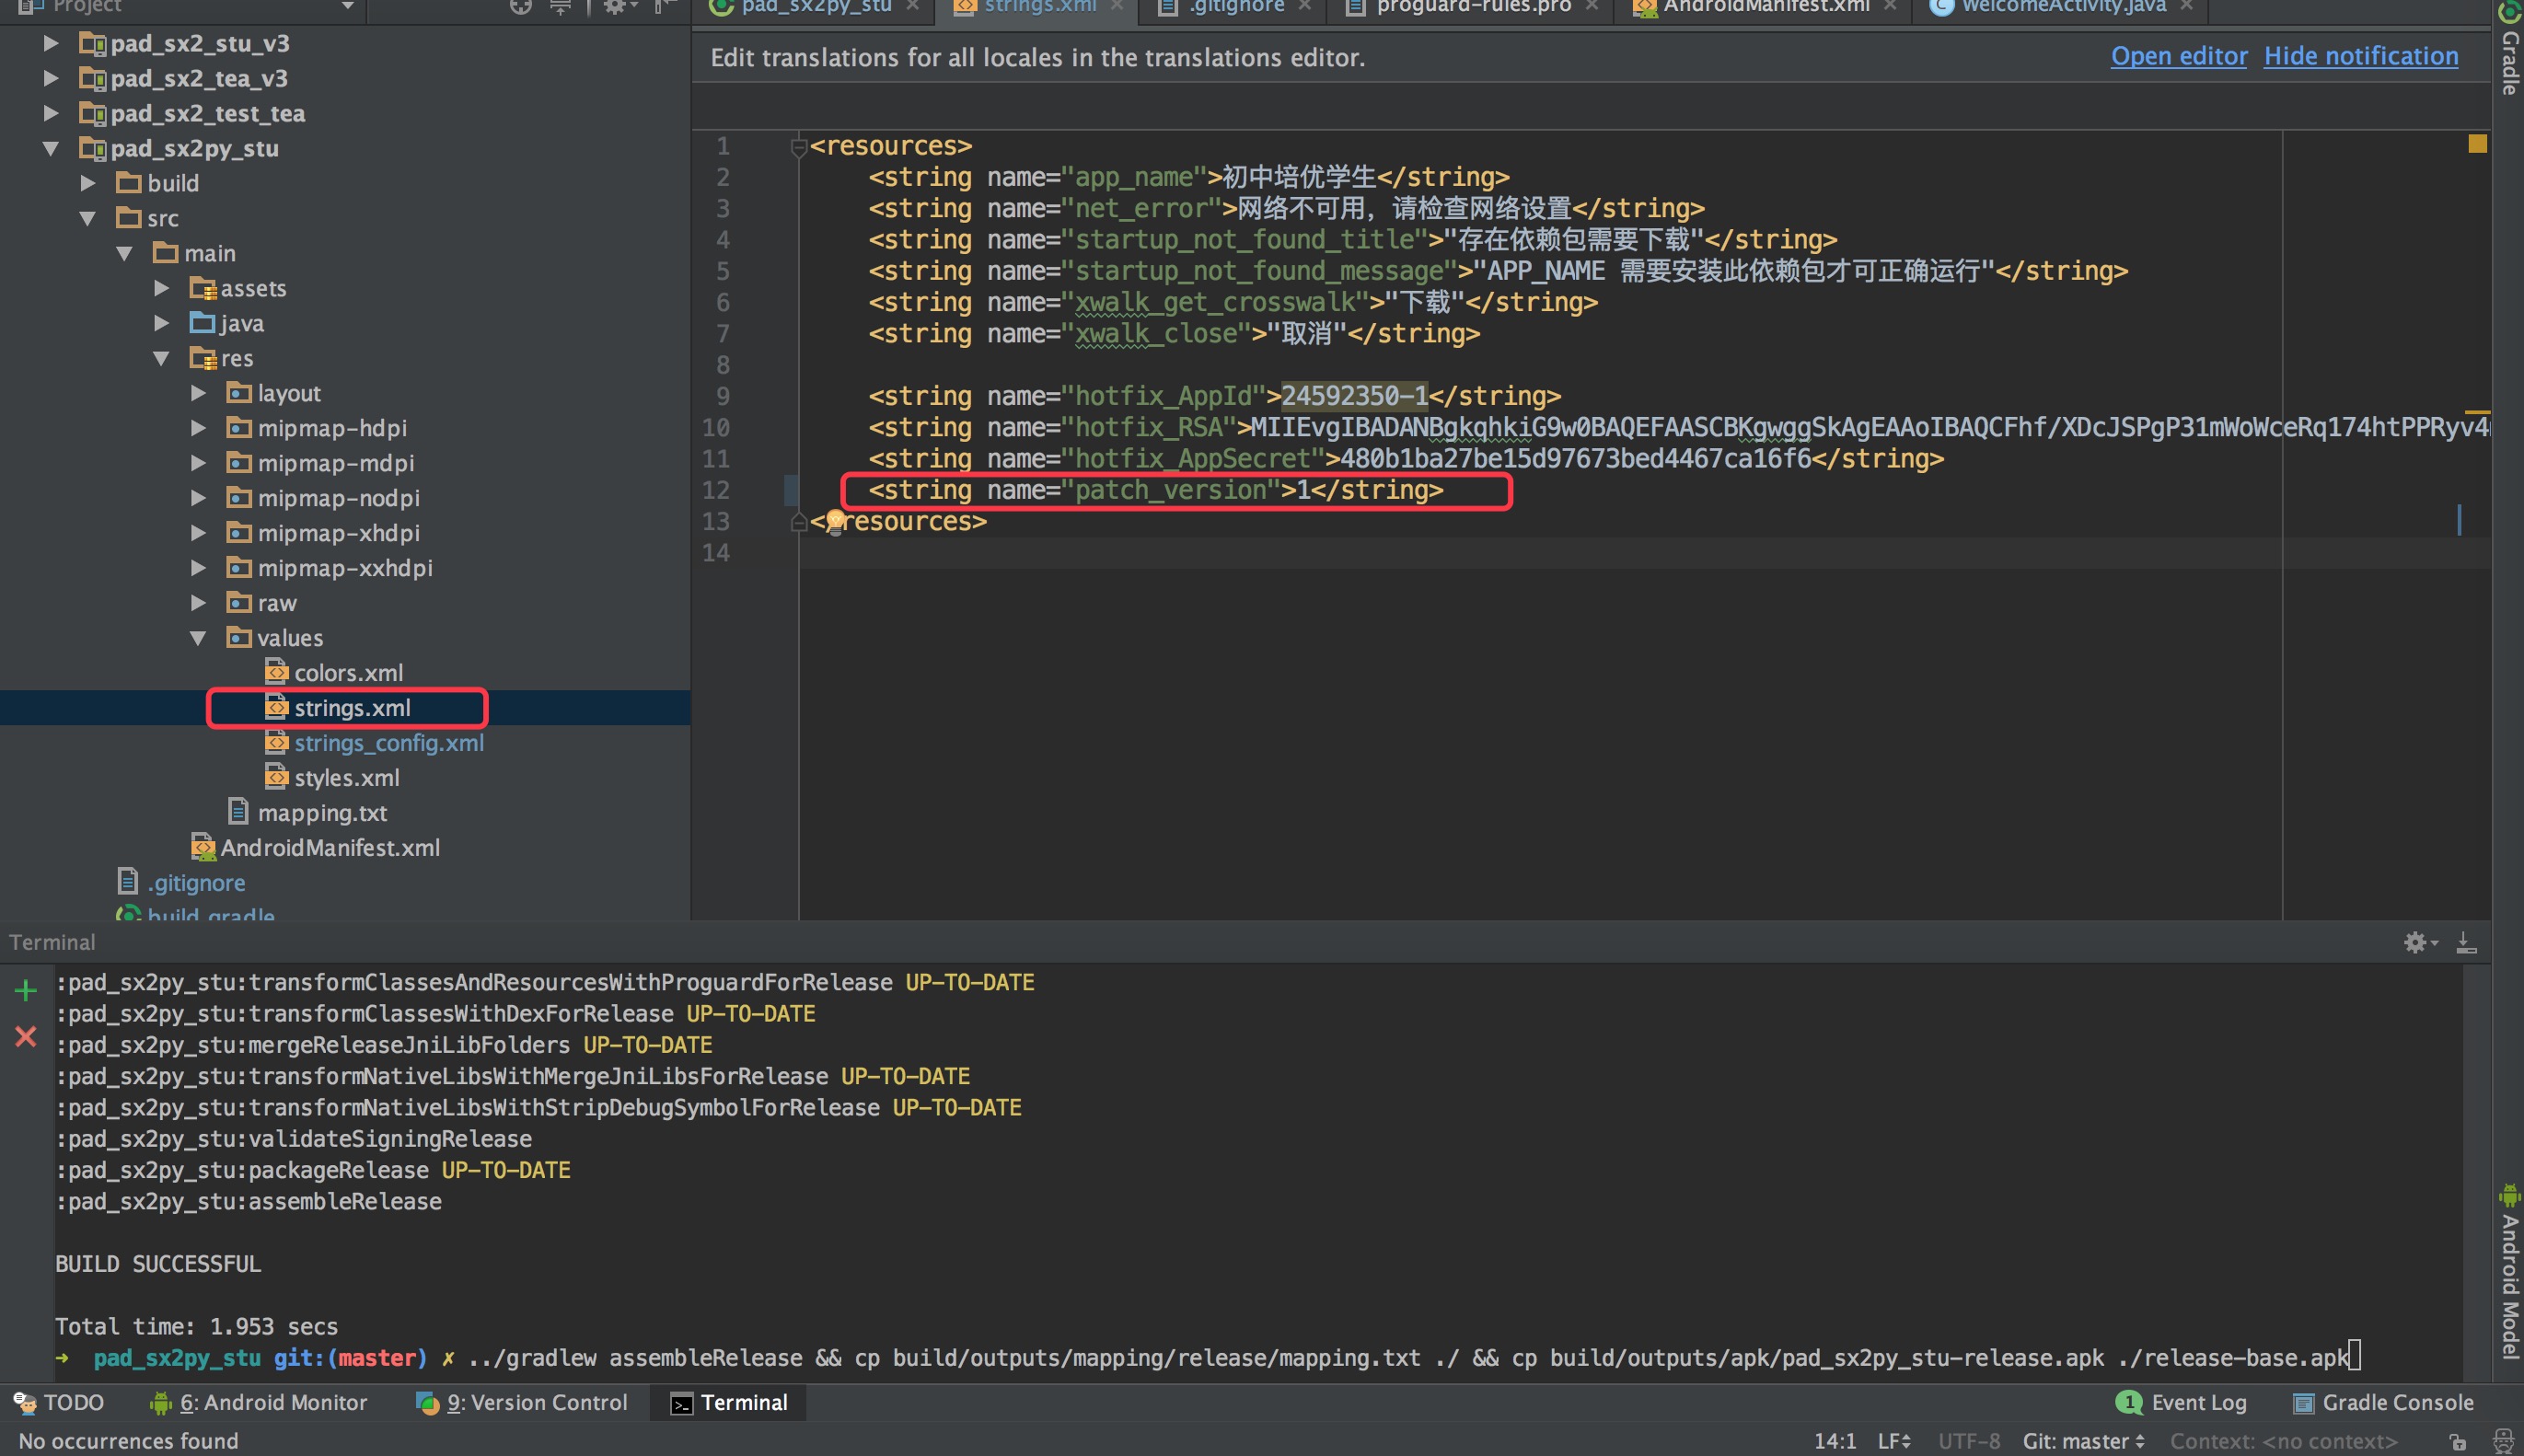 Project
pad_sx2py_stu
strings.xml
.gitignore
proguard-rules.pro
AndroidManifest.xml
WelcomeActivity.java
Gradle
pad_sx2_stu_v3
pad_sx2_tea_v3
pad_sx2_test_tea
pad_sx2py_stu
build
src
main
assets
java
res
layout
mipmap-hdpi
mipmap-mdpi
mipmap-nodpi
mipmap-xhdpi
mipmap-xxhdpi
raw
values
colors.xml
strings.xml
strings_config.xml
styles.xml
mapping.txt
AndroidManifest.xml
.gitignore
build.gradle
Edit translations for all locales in the translations editor.
Open editor Hide notification
1 <resources>
2 <string name="app_name">初中培优学生</string>
3 <string name="net_error">网络不可用，请检查网络设置</string>
4 <string name="startup_not_found_title">"存在依赖包需要下载"</string>
5 <string name="startup_not_found_message">"APP_NAME 需要安装此依赖包才可正确运行"</string>
6 <string name="xwalk_get_crosswalk">"下载"</string>
7 <string name="xwalk_close">"取消"</string>
8
9 <string name="hotfix_AppId">24592350-1</string>
10 <string name="hotfix_RSA">MIIEvgIBADANBgkqhkiG9w0BAQEFAASCBKgwggSkAgEAAoIBAQCFhf/XDcJSPgP31mWoWceRq174htPPRyv4
11 <string name="hotfix_AppSecret">480b1ba27be15d97673bed4467ca16f6</string>
12 <string name="patch_version">1</string>
13 </resources>
14
Terminal
:pad_sx2py_stu:transformClassesAndResourcesWithProguardForRelease UP-TO-DATE
:pad_sx2py_stu:transformClassesWithDexForRelease UP-TO-DATE
:pad_sx2py_stu:mergeReleaseJniLibFolders UP-TO-DATE
:pad_sx2py_stu:transformNativeLibsWithMergeJniLibsForRelease UP-TO-DATE
:pad_sx2py_stu:transformNativeLibsWithStripDebugSymbolForRelease UP-TO-DATE
:pad_sx2py_stu:validateSigningRelease
:pad_sx2py_stu:packageRelease UP-TO-DATE
:pad_sx2py_stu:assembleRelease
BUILD SUCCESSFUL
Total time: 1.953 secs
→ pad_sx2py_stu git:(master) ✗ ../gradlew assembleRelease && cp build/outputs/mapping/release/mapping.txt ./ && cp build/outputs/apk/pad_sx2py_stu-release.apk ./release-base.apk
Android Model
TODO
6: Android Monitor
9: Version Control
Terminal
1 Event Log
Gradle Console
No occurrences found
14:1 LF UTF-8 Git: master Context: <no context>